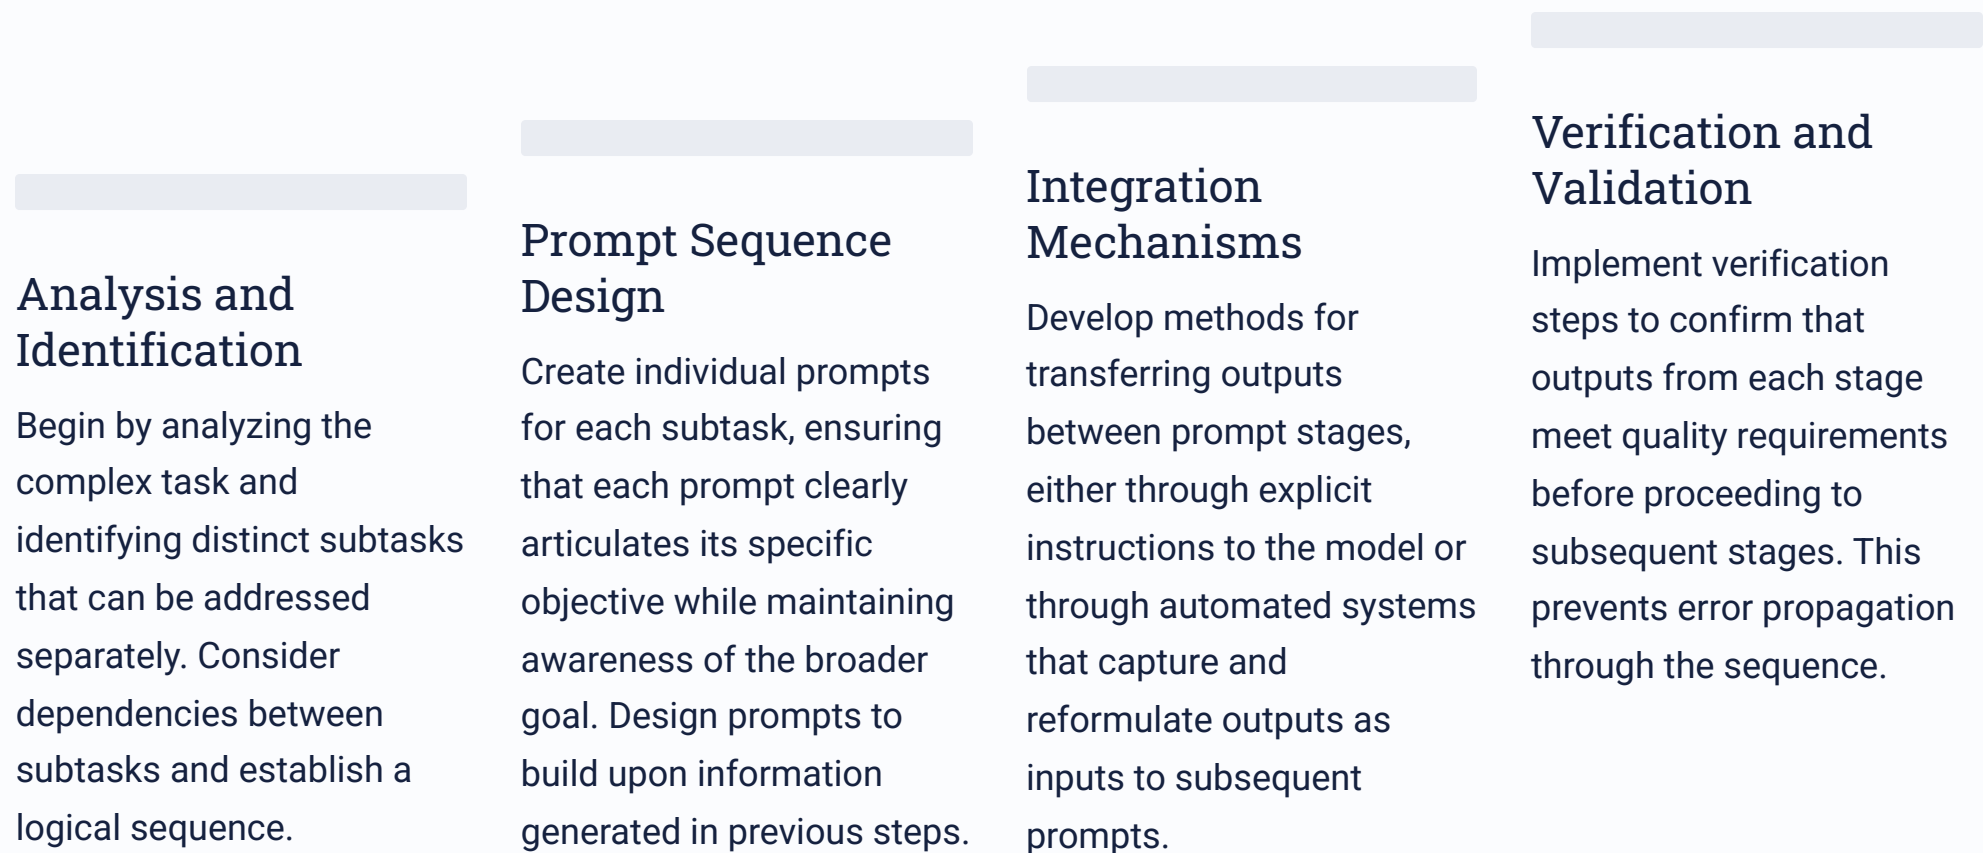 Analysis and
Identification
Begin by analyzing the
complex task and
identifying distinct subtasks
that can be addressed
separately. Consider
dependencies between
subtasks and establish a
logical sequence.
Prompt Sequence
Design
Create individual prompts
for each subtask, ensuring
that each prompt clearly
articulates its specific
objective while maintaining
awareness of the broader
goal. Design prompts to
build upon information
generated in previous steps.
Integration
Mechanisms
Develop methods for
transferring outputs
between prompt stages,
either through explicit
instructions to the model or
through automated systems
that capture and
reformulate outputs as
inputs to subsequent
prompts.
Verification and
Validation
Implement verification
steps to confirm that
outputs from each stage
meet quality requirements
before proceeding to
subsequent stages. This
prevents error propagation
through the sequence.